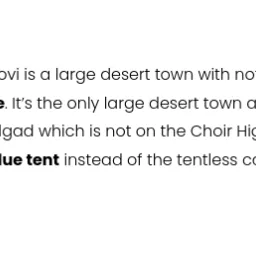 ovi is a large desert town with no
e. It's the only large desert town a
lgad which is not on the Choir Hig
lue tent instead of the tentless c